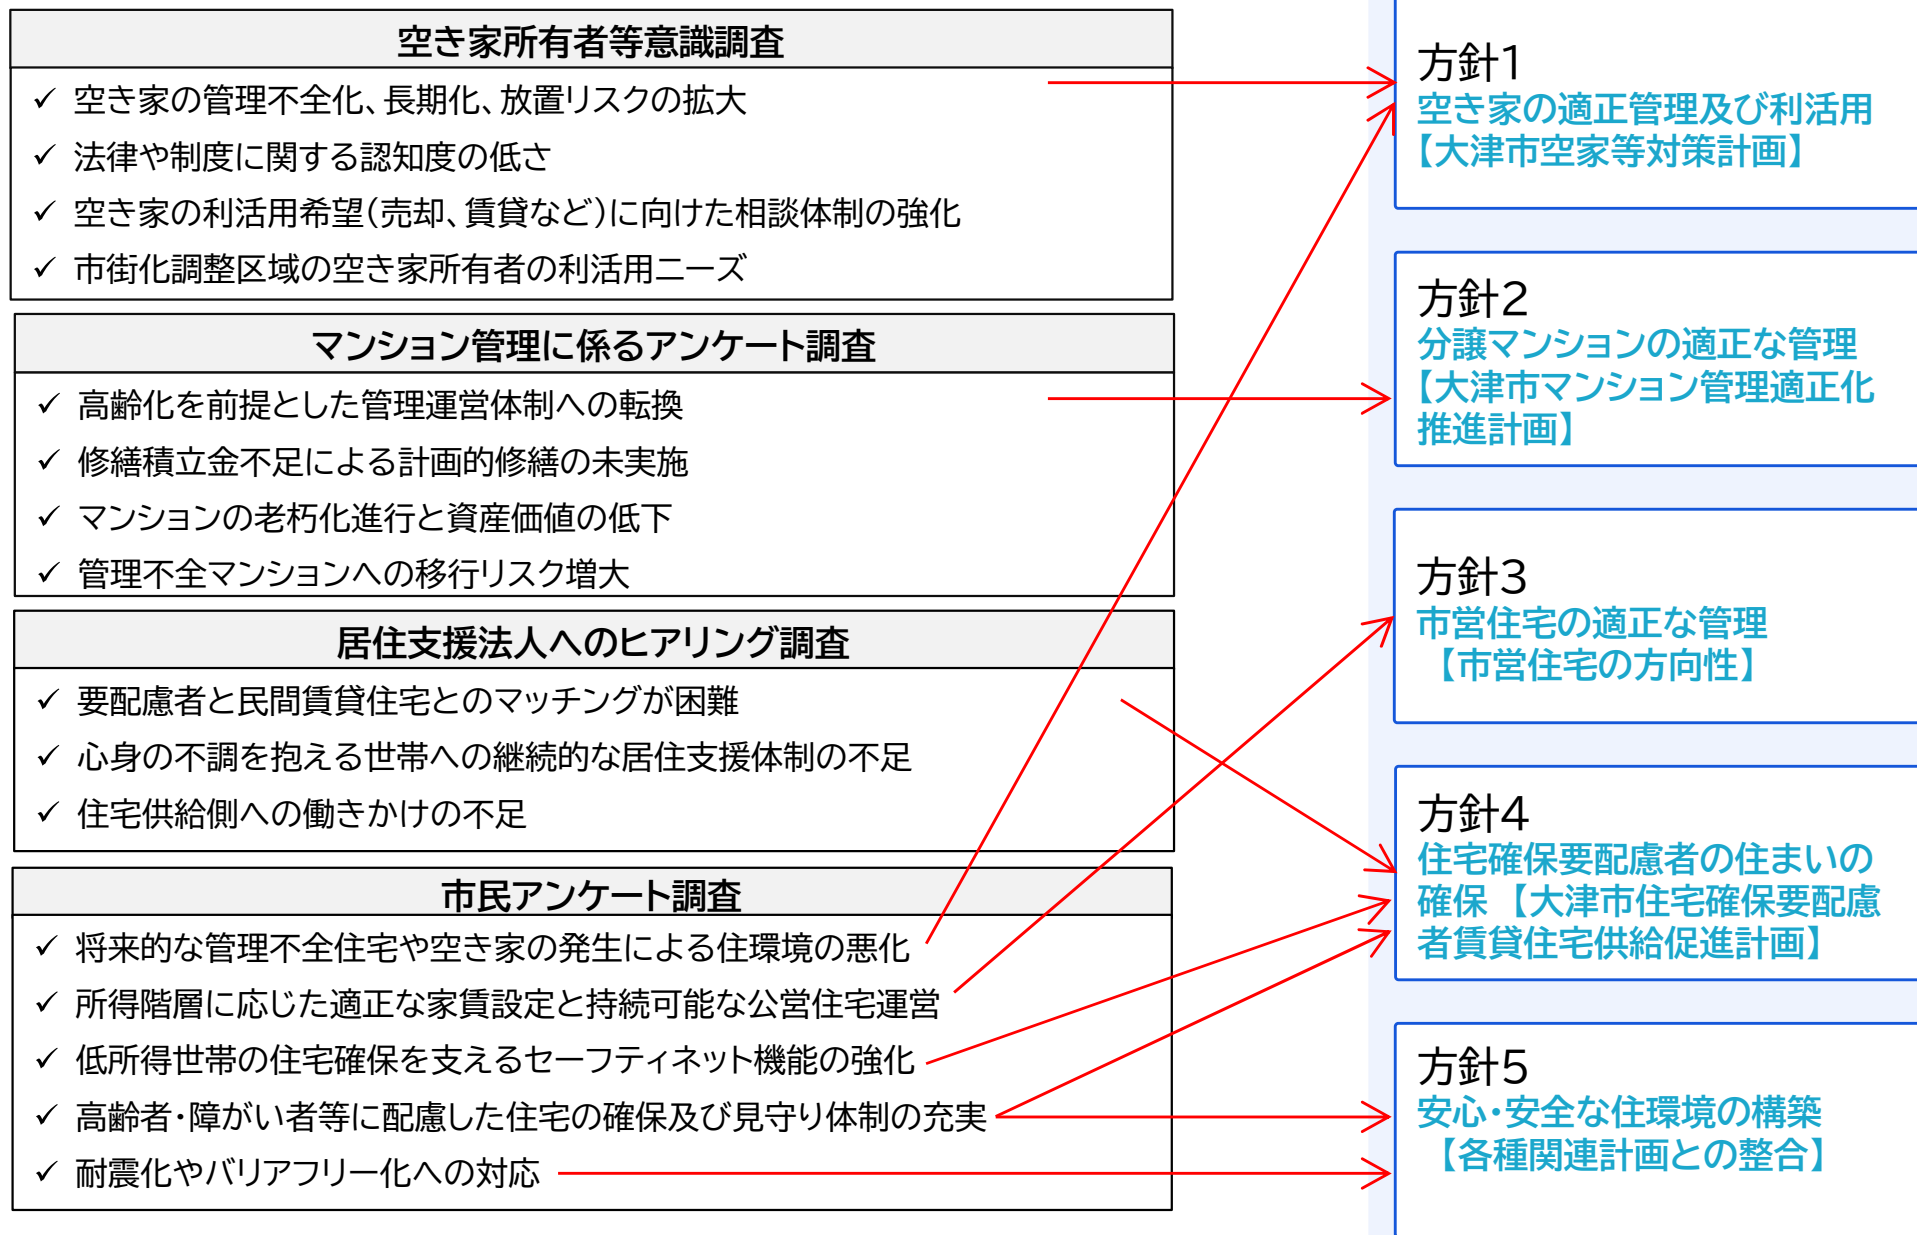 空き家所有者等意識調査
✓ 空き家の管理不全化、長期化、放置リスクの拡大
✓ 法律や制度に関する認知度の低さ
✓ 空き家の利活用希望(売却、賃貸など)に向けた相談体制の強化
✓ 市街化調整区域の空き家所有者の利活用ニーズ
マンション管理に係るアンケート調査
✓ 高齢化を前提とした管理運営体制への転換
✓ 修繕積立金不足による計画的修繕の未実施
✓ マンションの老朽化進行と資産価値の低下
✓ 管理不全マンションへの移行リスク増大
居住支援法人へのヒアリング調査
✓ 要配慮者と民間賃貸住宅とのマッチングが困難
✓ 心身の不調を抱える世帯への継続的な居住支援体制の不足
✓ 住宅供給側への働きかけの不足
市民アンケート調査
✓ 将来的な管理不全住宅や空き家の発生による住環境の悪化
✓ 所得階層に応じた適正な家賃設定と持続可能な公営住宅運営
✓ 低所得世帯の住宅確保を支えるセーフティネット機能の強化
✓ 高齢者・障がい者等に配慮した住宅の確保及び見守り体制の充実
✓ 耐震化やバリアフリー化への対応
方針1
空き家の適正管理及び利活用
【大津市空家等対策計画】
方針2
分譲マンションの適正な管理
【大津市マンション管理適正化
推進計画】
方針3
市営住宅の適正な管理
【市営住宅の方向性】
方針4
住宅確保要配慮者の住まいの
確保 【大津市住宅確保要配慮
者賃貸住宅供給促進計画】
方針5
安心・安全な住環境の構築
【各種関連計画との整合】